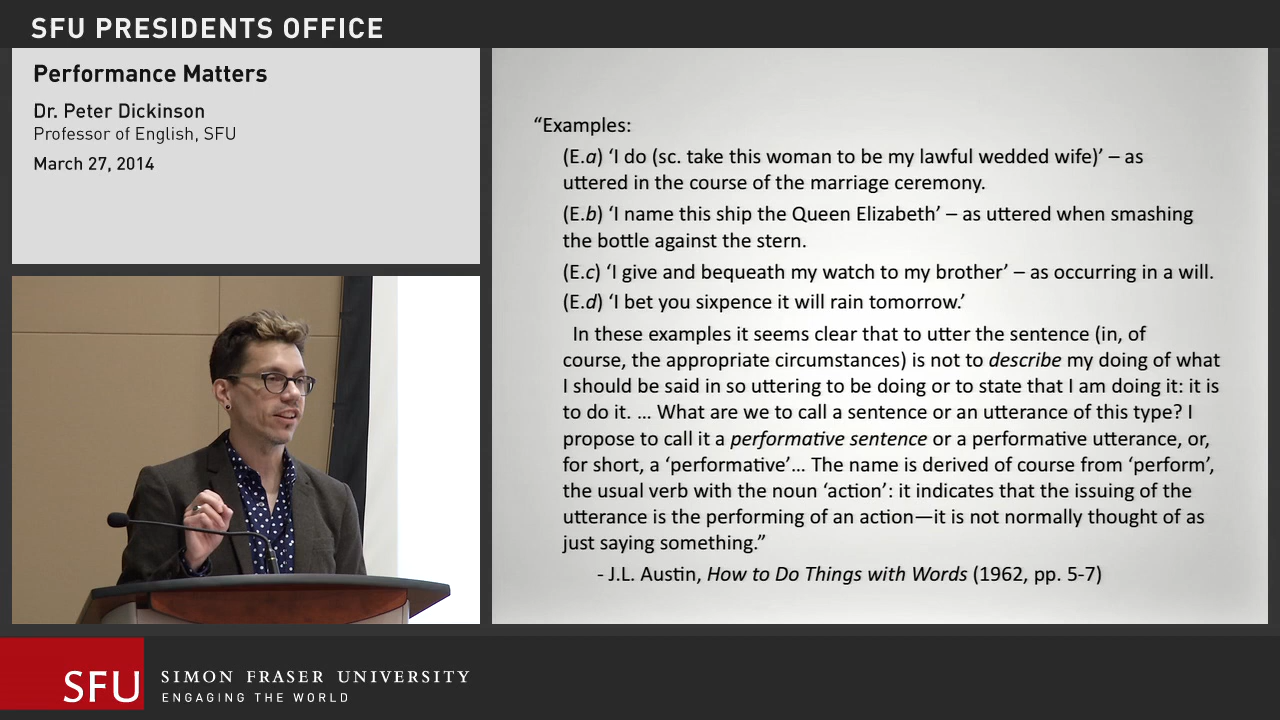 SFU PRESIDENTS OFFICE
Performance Matters
Dr. Peter Dickinson
Professor of English, SFU
March 27, 2014
“Examples:
(E.a) ‘I do (sc. take this woman to be my lawful wedded wife)’ – as
uttered in the course of the marriage ceremony.
(E.b) ‘I name this ship the Queen Elizabeth’ – as uttered when smashing
the bottle against the stern.
(E.c) ‘I give and bequeath my watch to my brother’ – as occurring in a will.
(E.d) ‘I bet you sixpence it will rain tomorrow.’
In these examples it seems clear that to utter the sentence (in, of
course, the appropriate circumstances) is not to describe my doing of what
I should be said in so uttering to be doing or to state that I am doing it: it is
to do it. … What are we to call a sentence or an utterance of this type? I
propose to call it a performative sentence or a performative utterance, or,
for short, a ‘performative’… The name is derived of course from ‘perform’,
the usual verb with the noun ‘action’: it indicates that the issuing of the
utterance is the performing of an action—it is not normally thought of as
just saying something.”
- J.L. Austin, How to Do Things with Words (1962, pp. 5-7)
SFU
SIMON FRASER UNIVERSITY
ENGAGING THE WORLD